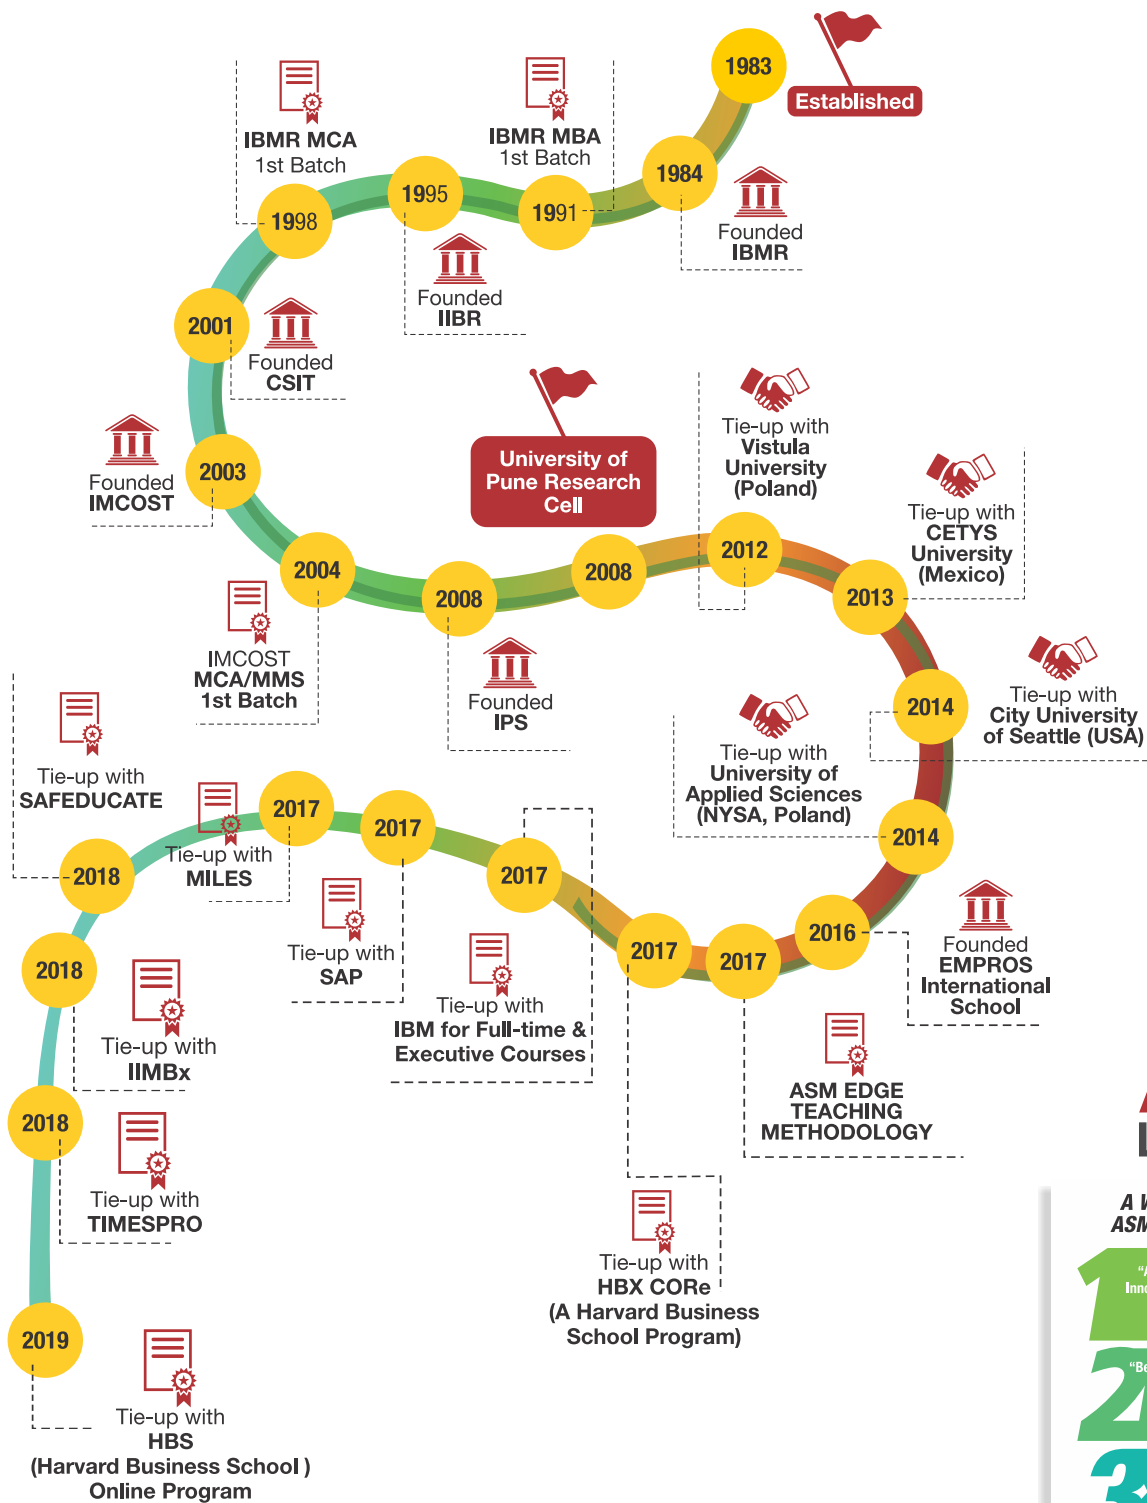 1983
Established
1984
Founded
IBMR
IBMR MBA
1st Batch
1991
1995
Founded
IIBR
IBMR MCA
1st Batch
1998
2001
Founded
CSIT
Founded
IMCOST
2003
2004
IMCOST
MCA/MMS
1st Batch
2008
Founded
IPS
University of
Pune Research
Cell
2008
Tie-up with
Vistula
University
(Poland)
2012
Tie-up with
CETYS
University
(Mexico)
2013
2014
Tie-up with
City University
of Seattle (USA)
Tie-up with
University of
Applied Sciences
(NYSA, Poland)
2014
2016
Founded
EMPROS
International
School
2017
ASM EDGE
TEACHING
METHODOLOGY
2017
Tie-up with
HBX CORe
(A Harvard Business
School Program)
2017
Tie-up with
IBM for Full-time &
Executive Courses
2017
Tie-up with
SAP
2017
Tie-up with
MILES
Tie-up with
SAFEDUCATE
2018
2018
Tie-up with
IIMBx
2018
Tie-up with
TIMESPRO
2019
Tie-up with
HBS
(Harvard Business School )
Online Program
ASM
1
2
3